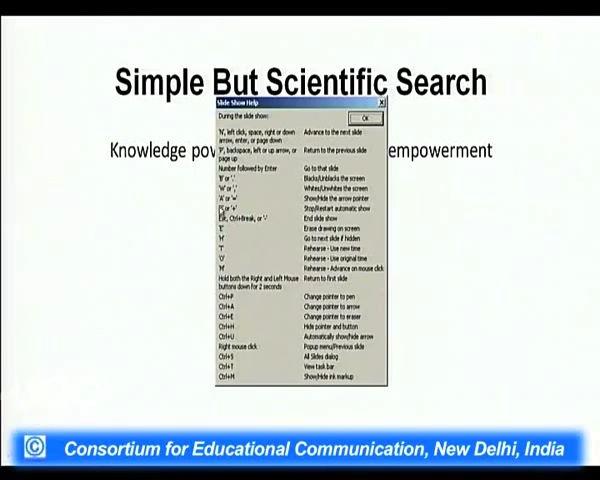 Simple But Scientific Search
Slide Show Help
During the slide show:
OK
'N', left click, space, right or down arrow, enter, or page down Advance to the next slide
'P', backspace, left or up arrow, or page up Return to the previous slide
Knowledge pov empowerment
Number followed by Enter Go to that slide
'B' or '.' Blacks/Unblacks the screen
'W' or ',' Whites/Unwhites the screen
'A' or '=' Show/Hide the arrow pointer
'S' or '+' Stop/Restart automatic show
Esc, Ctrl+Break, or '-' End slide show
'E' Erase drawing on screen
'H' Go to next slide if hidden
'T' Rehearse - Use new time
'O' Rehearse - Use original time
'M' Rehearse - Advance on mouse click
Hold both the Right and Left Mouse buttons down for 2 seconds Return to first slide
Ctrl+P Change pointer to pen
Ctrl+A Change pointer to arrow
Ctrl+E Change pointer to eraser
Ctrl+H Hide pointer and button
Ctrl+U Automatically show/hide arrow
Right mouse click Popup menu/Previous slide
Ctrl+S All Slides dialog
Ctrl+T View task bar
Ctrl+M Show/Hide ink markup
© Consortium for Educational Communication, New Delhi, India